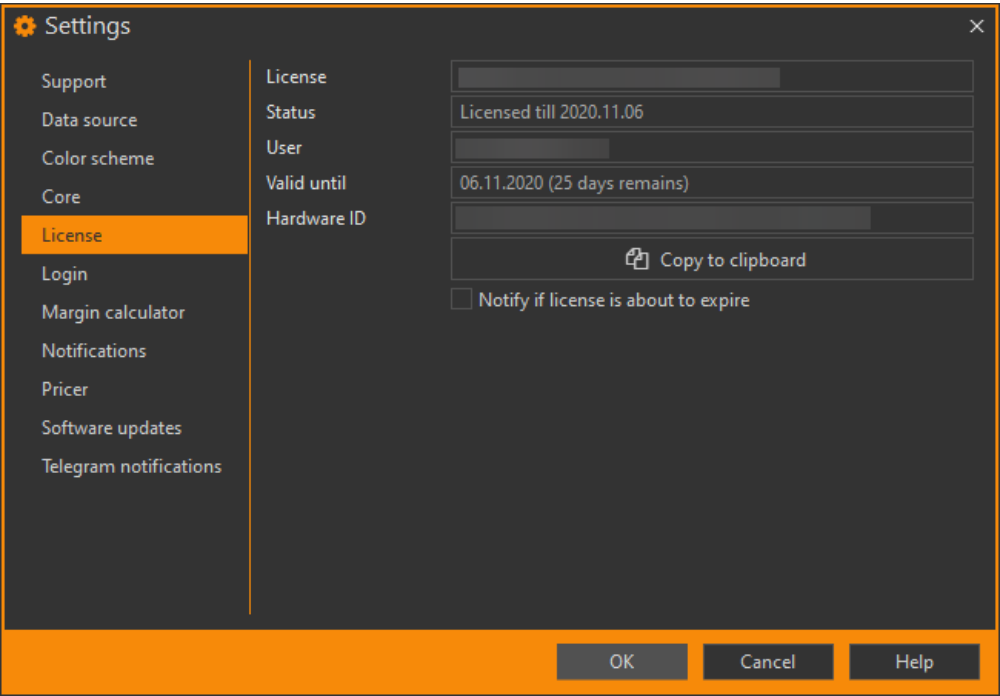 Settings
Support
Data source
Color scheme
Core
License
Login
Margin calculator
Notifications
Pricer
Software updates
Telegram notifications
License
Status Licensed till 2020.11.06
User
Valid until 06.11.2020 (25 days remains)
Hardware ID
Copy to clipboard
Notify if license is about to expire
OK Cancel Help